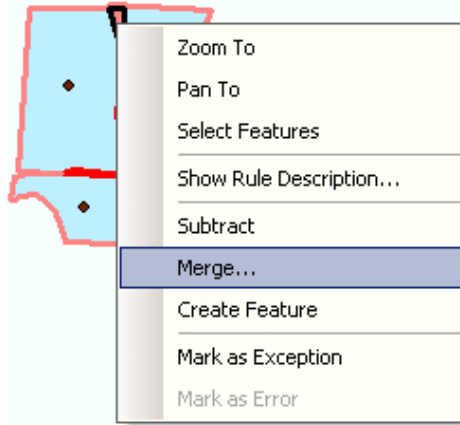 Zoom To
Pan To
Select Features
Show Rule Description...
Subtract
Merge...
Create Feature
Mark as Exception
Mark as Error